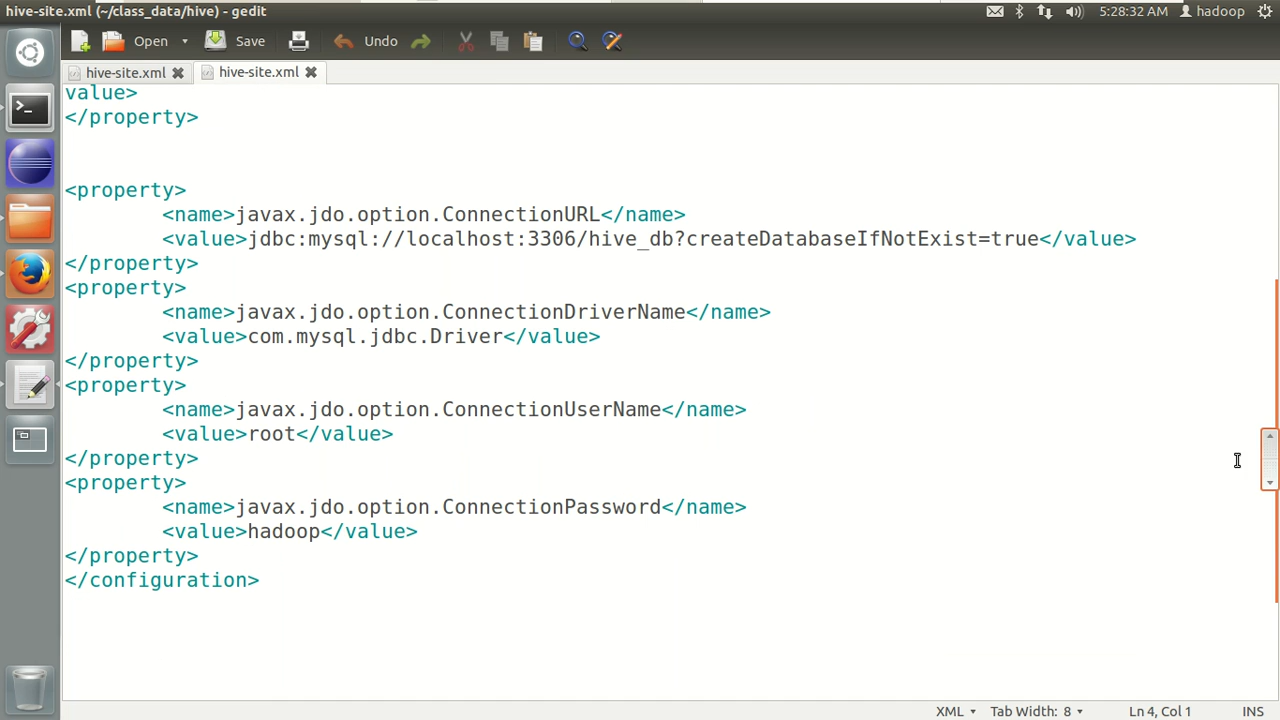 hive-site.xml (~/class_data/hive) - gedit
5:28:32 AM
hadoop
Open
Save
Undo
hive-site.xml
hive-site.xml
value>
</property>
<property>
<name>javax.jdo.option.ConnectionURL</name>
<value>jdbc:mysql://localhost:3306/hive_db?createDatabaseIfNotExist=true</value>
</property>
<property>
<name>javax.jdo.option.ConnectionDriverName</name>
<value>com.mysql.jdbc.Driver</value>
</property>
<property>
<name>javax.jdo.option.ConnectionUserName</name>
<value>root</value>
</property>
<property>
<name>javax.jdo.option.ConnectionPassword</name>
<value>hadoop</value>
</property>
</configuration>
XML
Tab Width: 8
Ln 4, Col 1
INS